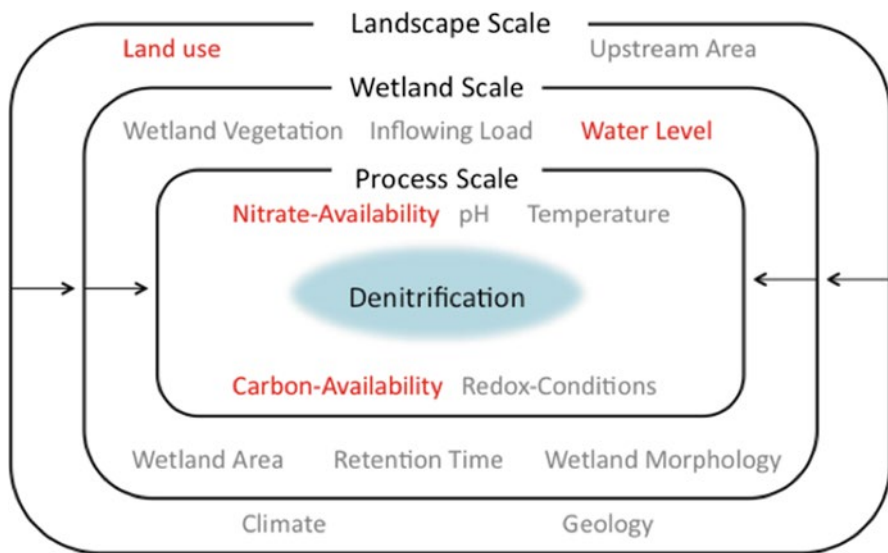 Landscape Scale
Land use Upstream Area
Wetland Scale
Wetland Vegetation Inflowing Load Water Level
Process Scale
Nitrate-Availability pH Temperature
Denitrification
Carbon-Availability Redox-Conditions
Wetland Area Retention Time Wetland Morphology
Climate Geology